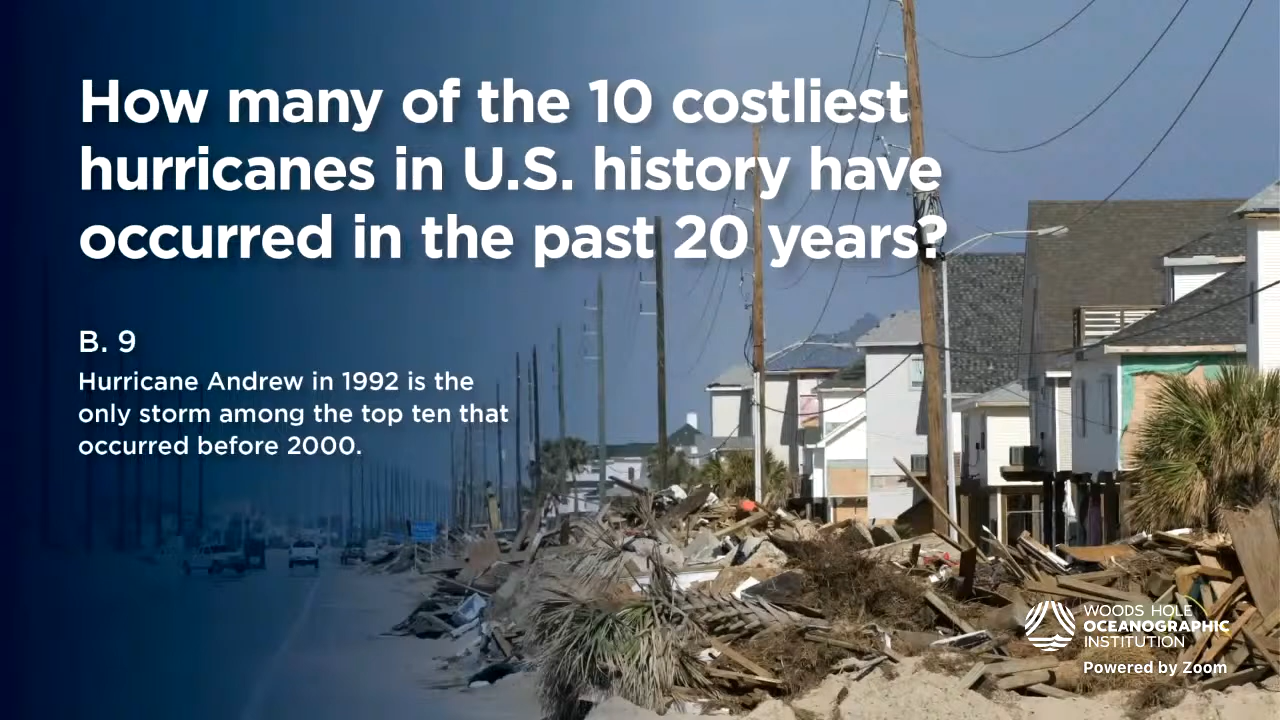 How many of the 10 costliest
hurricanes in U.S. history have
occurred in the past 20 years?
B. 9
Hurricane Andrew in 1992 is the
only storm among the top ten that
occurred before 2000.
WOODS HOLE
OCEANOGRAPHIC
INSTITUTION
Powered by Zoom